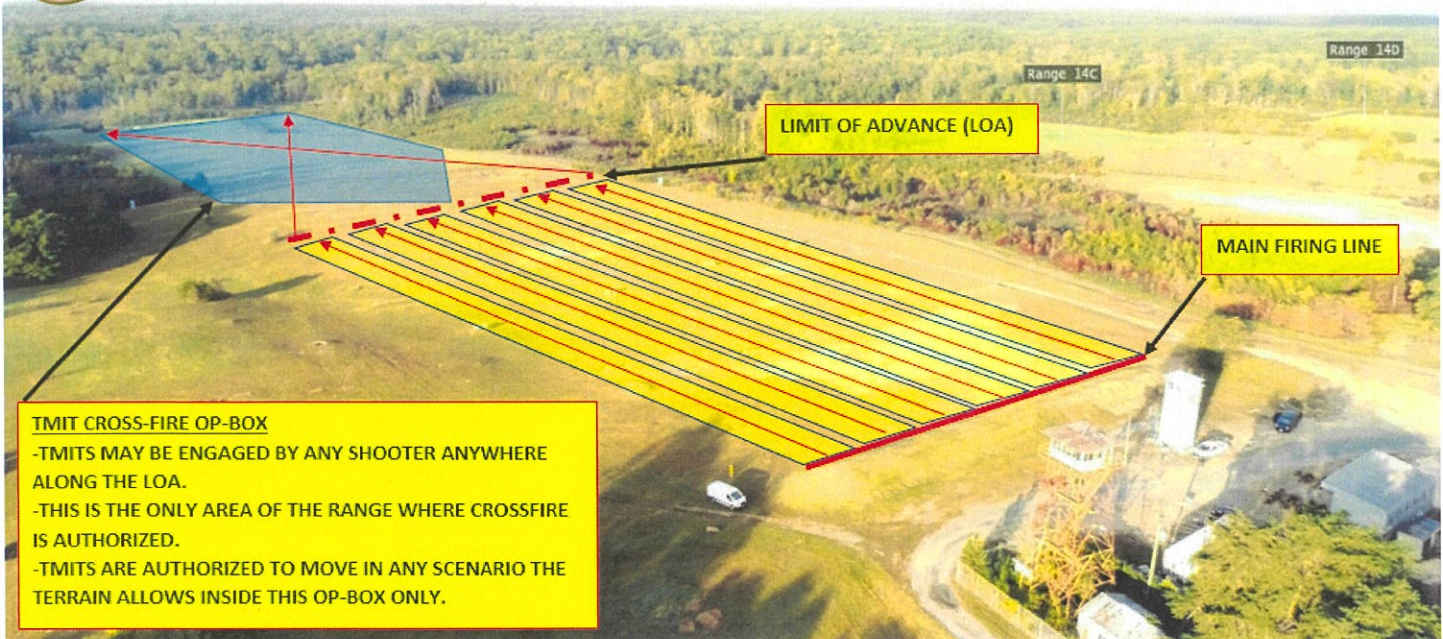 Range 14D
Range 14C
LIMIT OF ADVANCE (LOA)
MAIN FIRING LINE
TMIT CROSS-FIRE OP-BOX
-TMITS MAY BE ENGAGED BY ANY SHOOTER ANYWHERE
ALONG THE LOA.
-THIS IS THE ONLY AREA OF THE RANGE WHERE CROSSFIRE
IS AUTHORIZED.
-TMITS ARE AUTHORIZED TO MOVE IN ANY SCENARIO THE
TERRAIN ALLOWS INSIDE THIS OP-BOX ONLY.